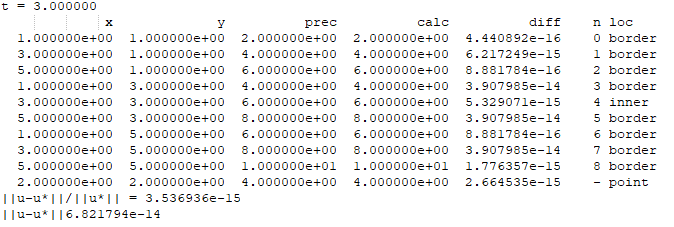 t = 3.000000
x y prec calc diff n loc
1.000000e+00 1.000000e+00 2.000000e+00 2.000000e+00 4.440892e-16 0 border
3.000000e+00 1.000000e+00 4.000000e+00 4.000000e+00 6.217249e-15 1 border
5.000000e+00 1.000000e+00 6.000000e+00 6.000000e+00 8.881784e-16 2 border
1.000000e+00 3.000000e+00 4.000000e+00 4.000000e+00 3.907985e-14 3 border
3.000000e+00 3.000000e+00 6.000000e+00 6.000000e+00 5.329071e-15 4 inner
5.000000e+00 3.000000e+00 8.000000e+00 8.000000e+00 3.907985e-14 5 border
1.000000e+00 5.000000e+00 6.000000e+00 6.000000e+00 8.881784e-16 6 border
3.000000e+00 5.000000e+00 8.000000e+00 8.000000e+00 3.907985e-14 7 border
5.000000e+00 5.000000e+00 1.000000e+01 1.000000e+01 1.776357e-15 8 border
2.000000e+00 2.000000e+00 4.000000e+00 4.000000e+00 2.664535e-15 - point
||u-u*||/||u*|| = 3.536936e-15
||u-u*||6.821794e-14